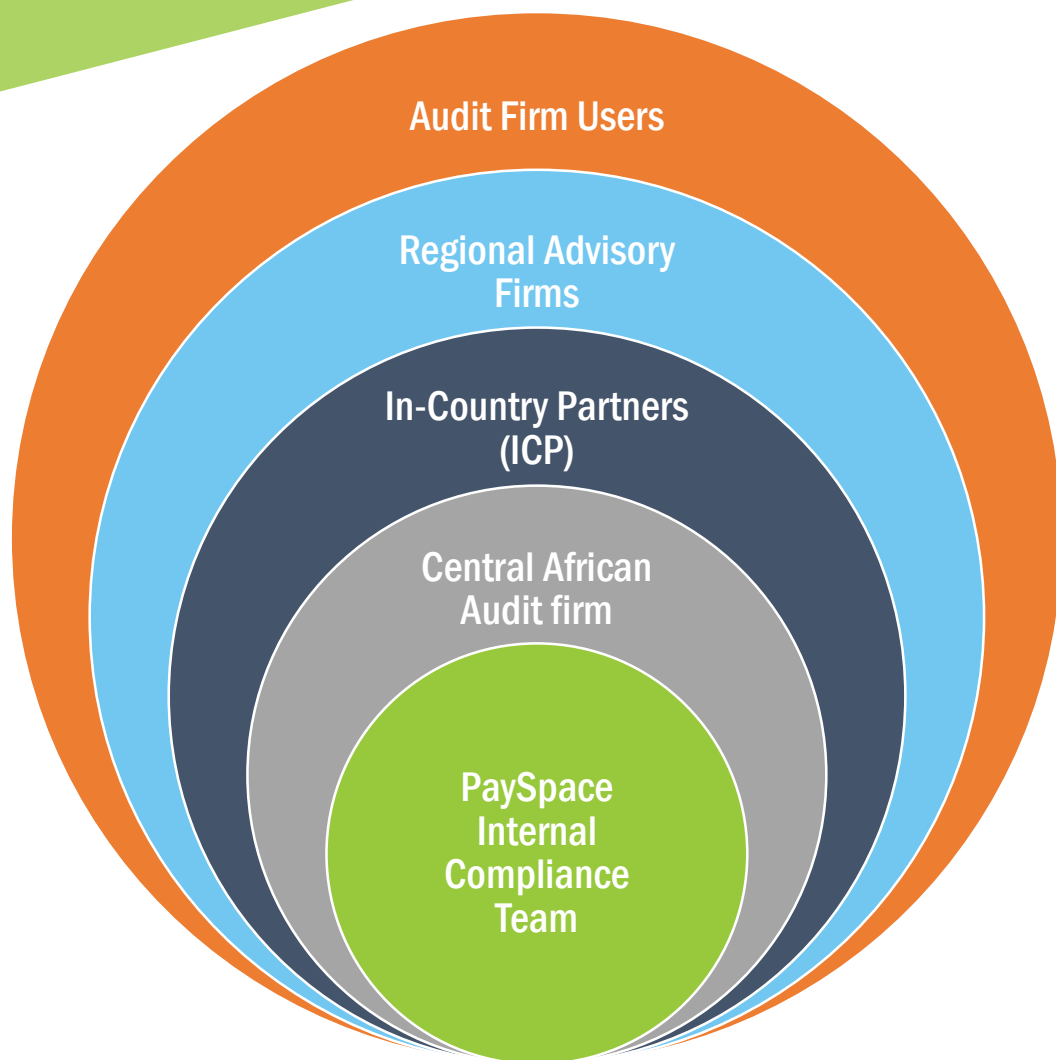 Audit Firm Users
Regional Advisory
Firms
In-Country Partners
(ICP)
Central African
Audit firm
PaySpace
Internal
Compliance
Team